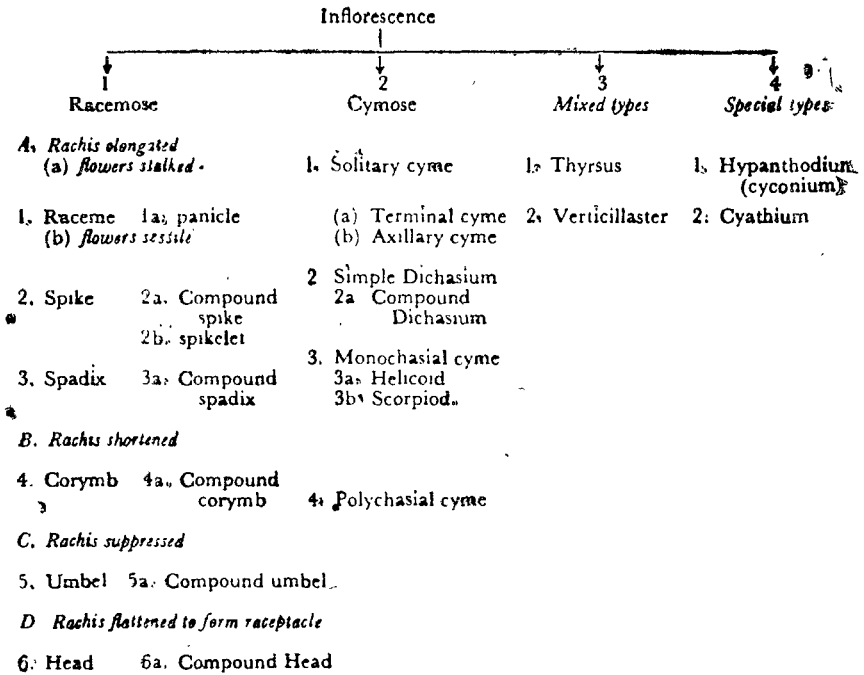 Inflorescence
1 2 3 4
Racemose Cymose Mixed types Special types
A. Rachis elongated
(a) flowers stalked 1. Solitary cyme 1. Thyrsus 1. Hypanthodium
(cyconium)
1. Raceme 1a. panicle (a) Terminal cyme 2. Verticillaster 2. Cyathium
(b) flowers sessile (b) Axillary cyme
2 Simple Dichasium
2. Spike 2a. Compound 2a Compound
spike Dichasium
2b. spikelet
3. Monochasial cyme
3. Spadix 3a. Compound 3a. Helicoid
spadix 3b. Scorpiod.
B. Rachis shortened
4. Corymb 4a. Compound
corymb 4. Polychasial cyme
C. Rachis suppressed
5. Umbel 5a. Compound umbel
D Rachis flattened to form raceptacle
6. Head 6a. Compound Head